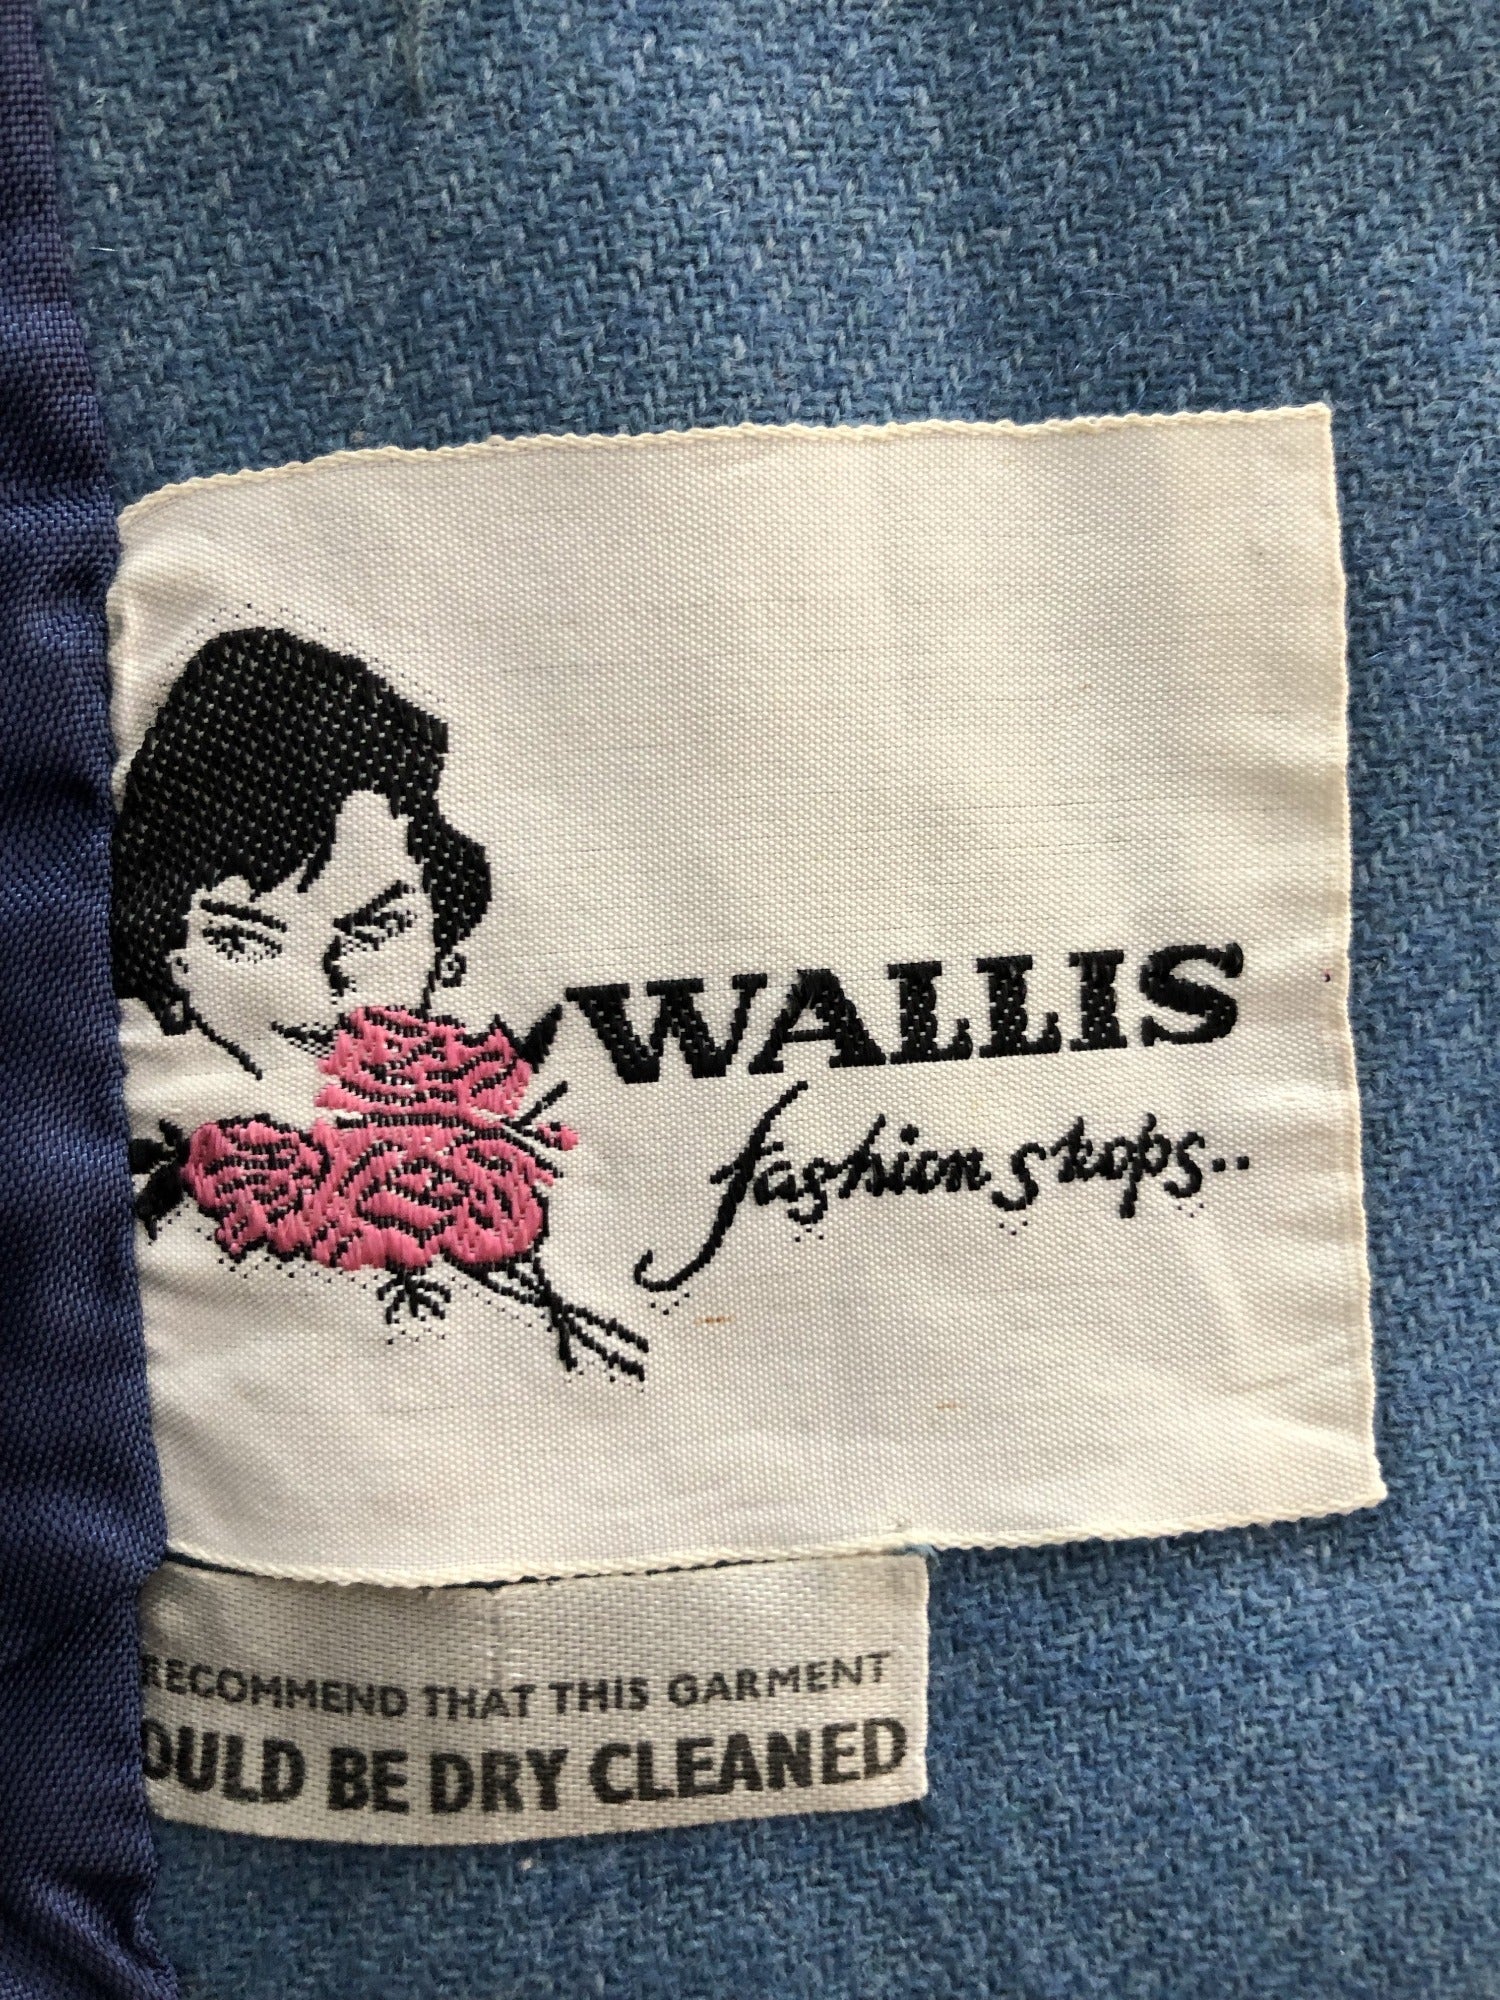 WALLIS
fashion shops..
RECOMMEND THAT THIS GARMENT
OULD BE DRY CLEANED